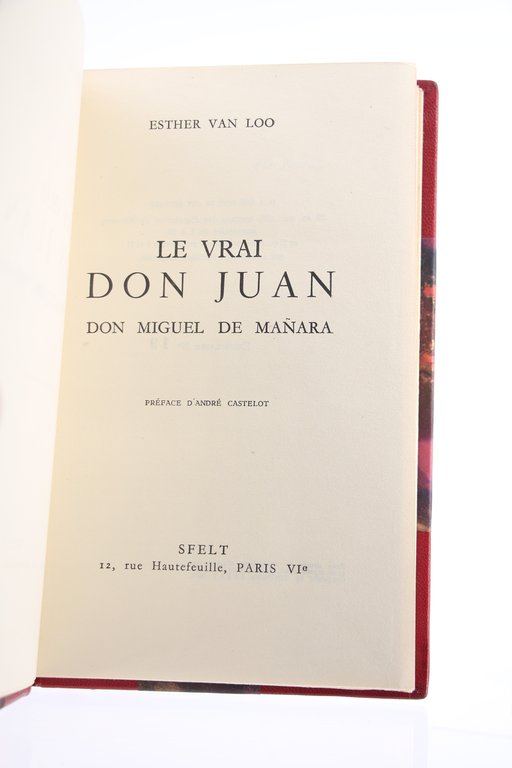 ESTHER VAN LOO
LE VRAI
DON JUAN
DON MIGUEL DE MAÑARA
PRÉFACE D'ANDRÉ CASTELOT
SFELT
12, rue Hautefeuille, PARIS VIe